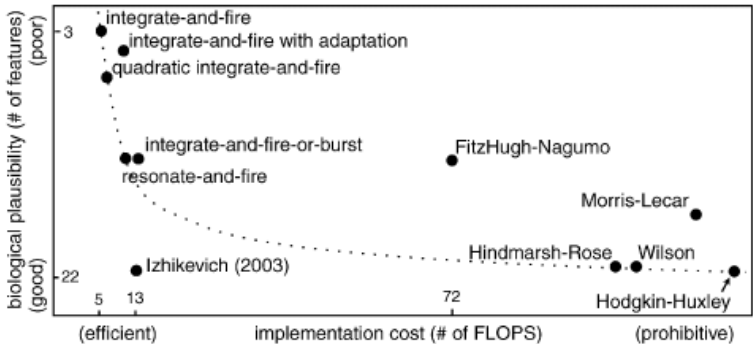 biological plausibility (# of features)
(poor)
(good)
3
22
integrate-and-fire
integrate-and-fire with adaptation
quadratic integrate-and-fire
integrate-and-fire-or-burst
resonate-and-fire
FitzHugh-Nagumo
Morris-Lecar
Hindmarsh-Rose
Wilson
Izhikevich (2003)
Hodgkin-Huxley
5
13
72
(efficient)
implementation cost (# of FLOPS)
(prohibitive)